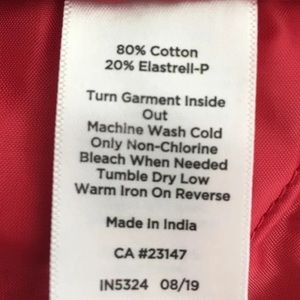 80% Cotton
20% Elastrell-P
Turn Garment Inside
Out
Machine Wash Cold
Only Non-Chlorine
Bleach When Needed
Tumble Dry Low
Warm Iron On Reverse
Made in India
CA #23147
IN5324 08/19